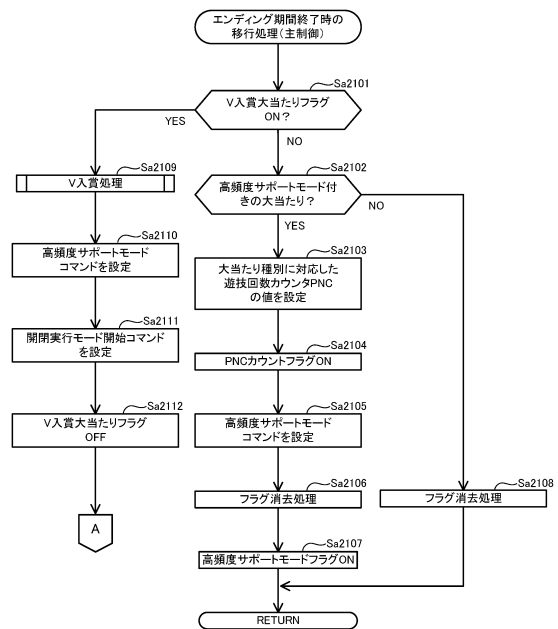 エンディング期間終了時の
移行処理(主制御)
Sa2101
V入賞大当たりフラグ
ON?
YES
NO
Sa2109
V入賞処理
Sa2102
高頻度サポートモード付
きの大当たり?
NO
YES
Sa2110
高頻度サポートモード
コマンドを設定
Sa2103
大当たり種別に対応した
遊技回数カウンタPNC
の値を設定
Sa2111
開閉実行モード開始コマンド
を設定
Sa2104
PNCカウントフラグON
Sa2112
V入賞大当たりフラグ
OFF
Sa2105
高頻度サポートモード
コマンドを設定
A
Sa2106
フラグ消去処理
Sa2108
フラグ消去処理
Sa2107
高頻度サポートモードフラグON
RETURN